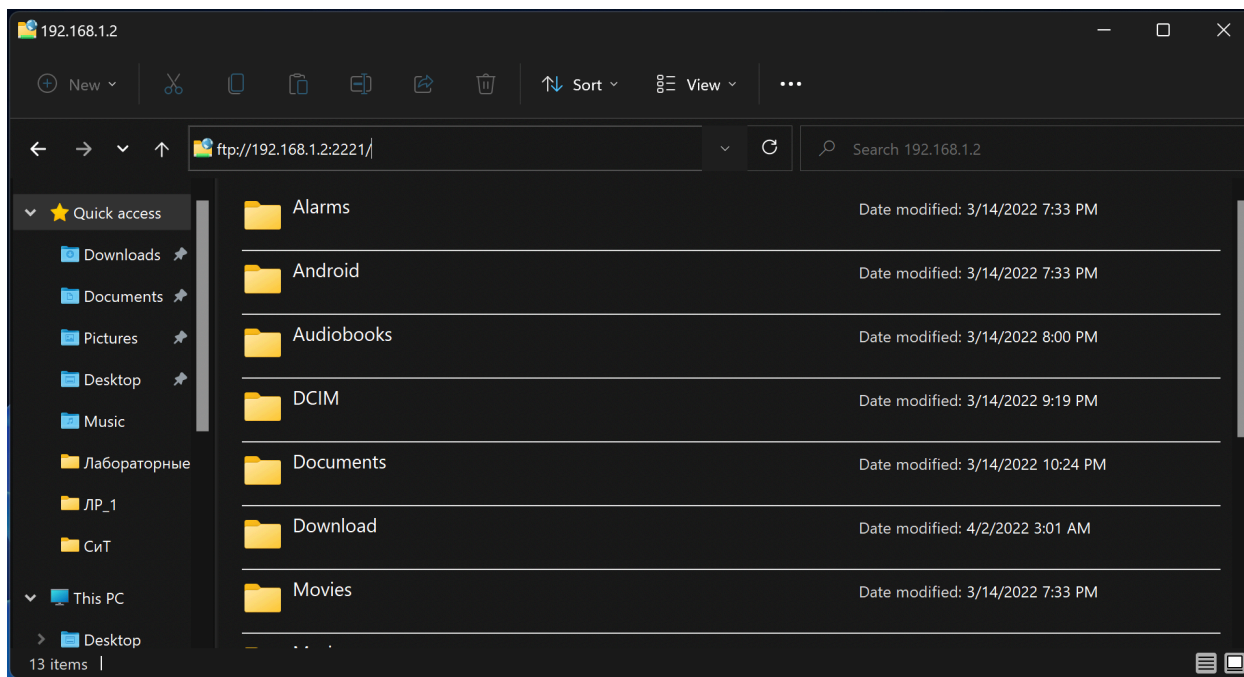 192.168.1.2
New
Sort
View
ftp://192.168.1.2:2221/
Search 192.168.1.2
Quick access
Downloads
Documents
Pictures
Desktop
Music
Лабораторные
ЛР_1
СиТ
This PC
Desktop
Alarms Date modified: 3/14/2022 7:33 PM
Android Date modified: 3/14/2022 7:33 PM
Audiobooks Date modified: 3/14/2022 8:00 PM
DCIM Date modified: 3/14/2022 9:19 PM
Documents Date modified: 3/14/2022 10:24 PM
Download Date modified: 4/2/2022 3:01 AM
Movies Date modified: 3/14/2022 7:33 PM
13 items